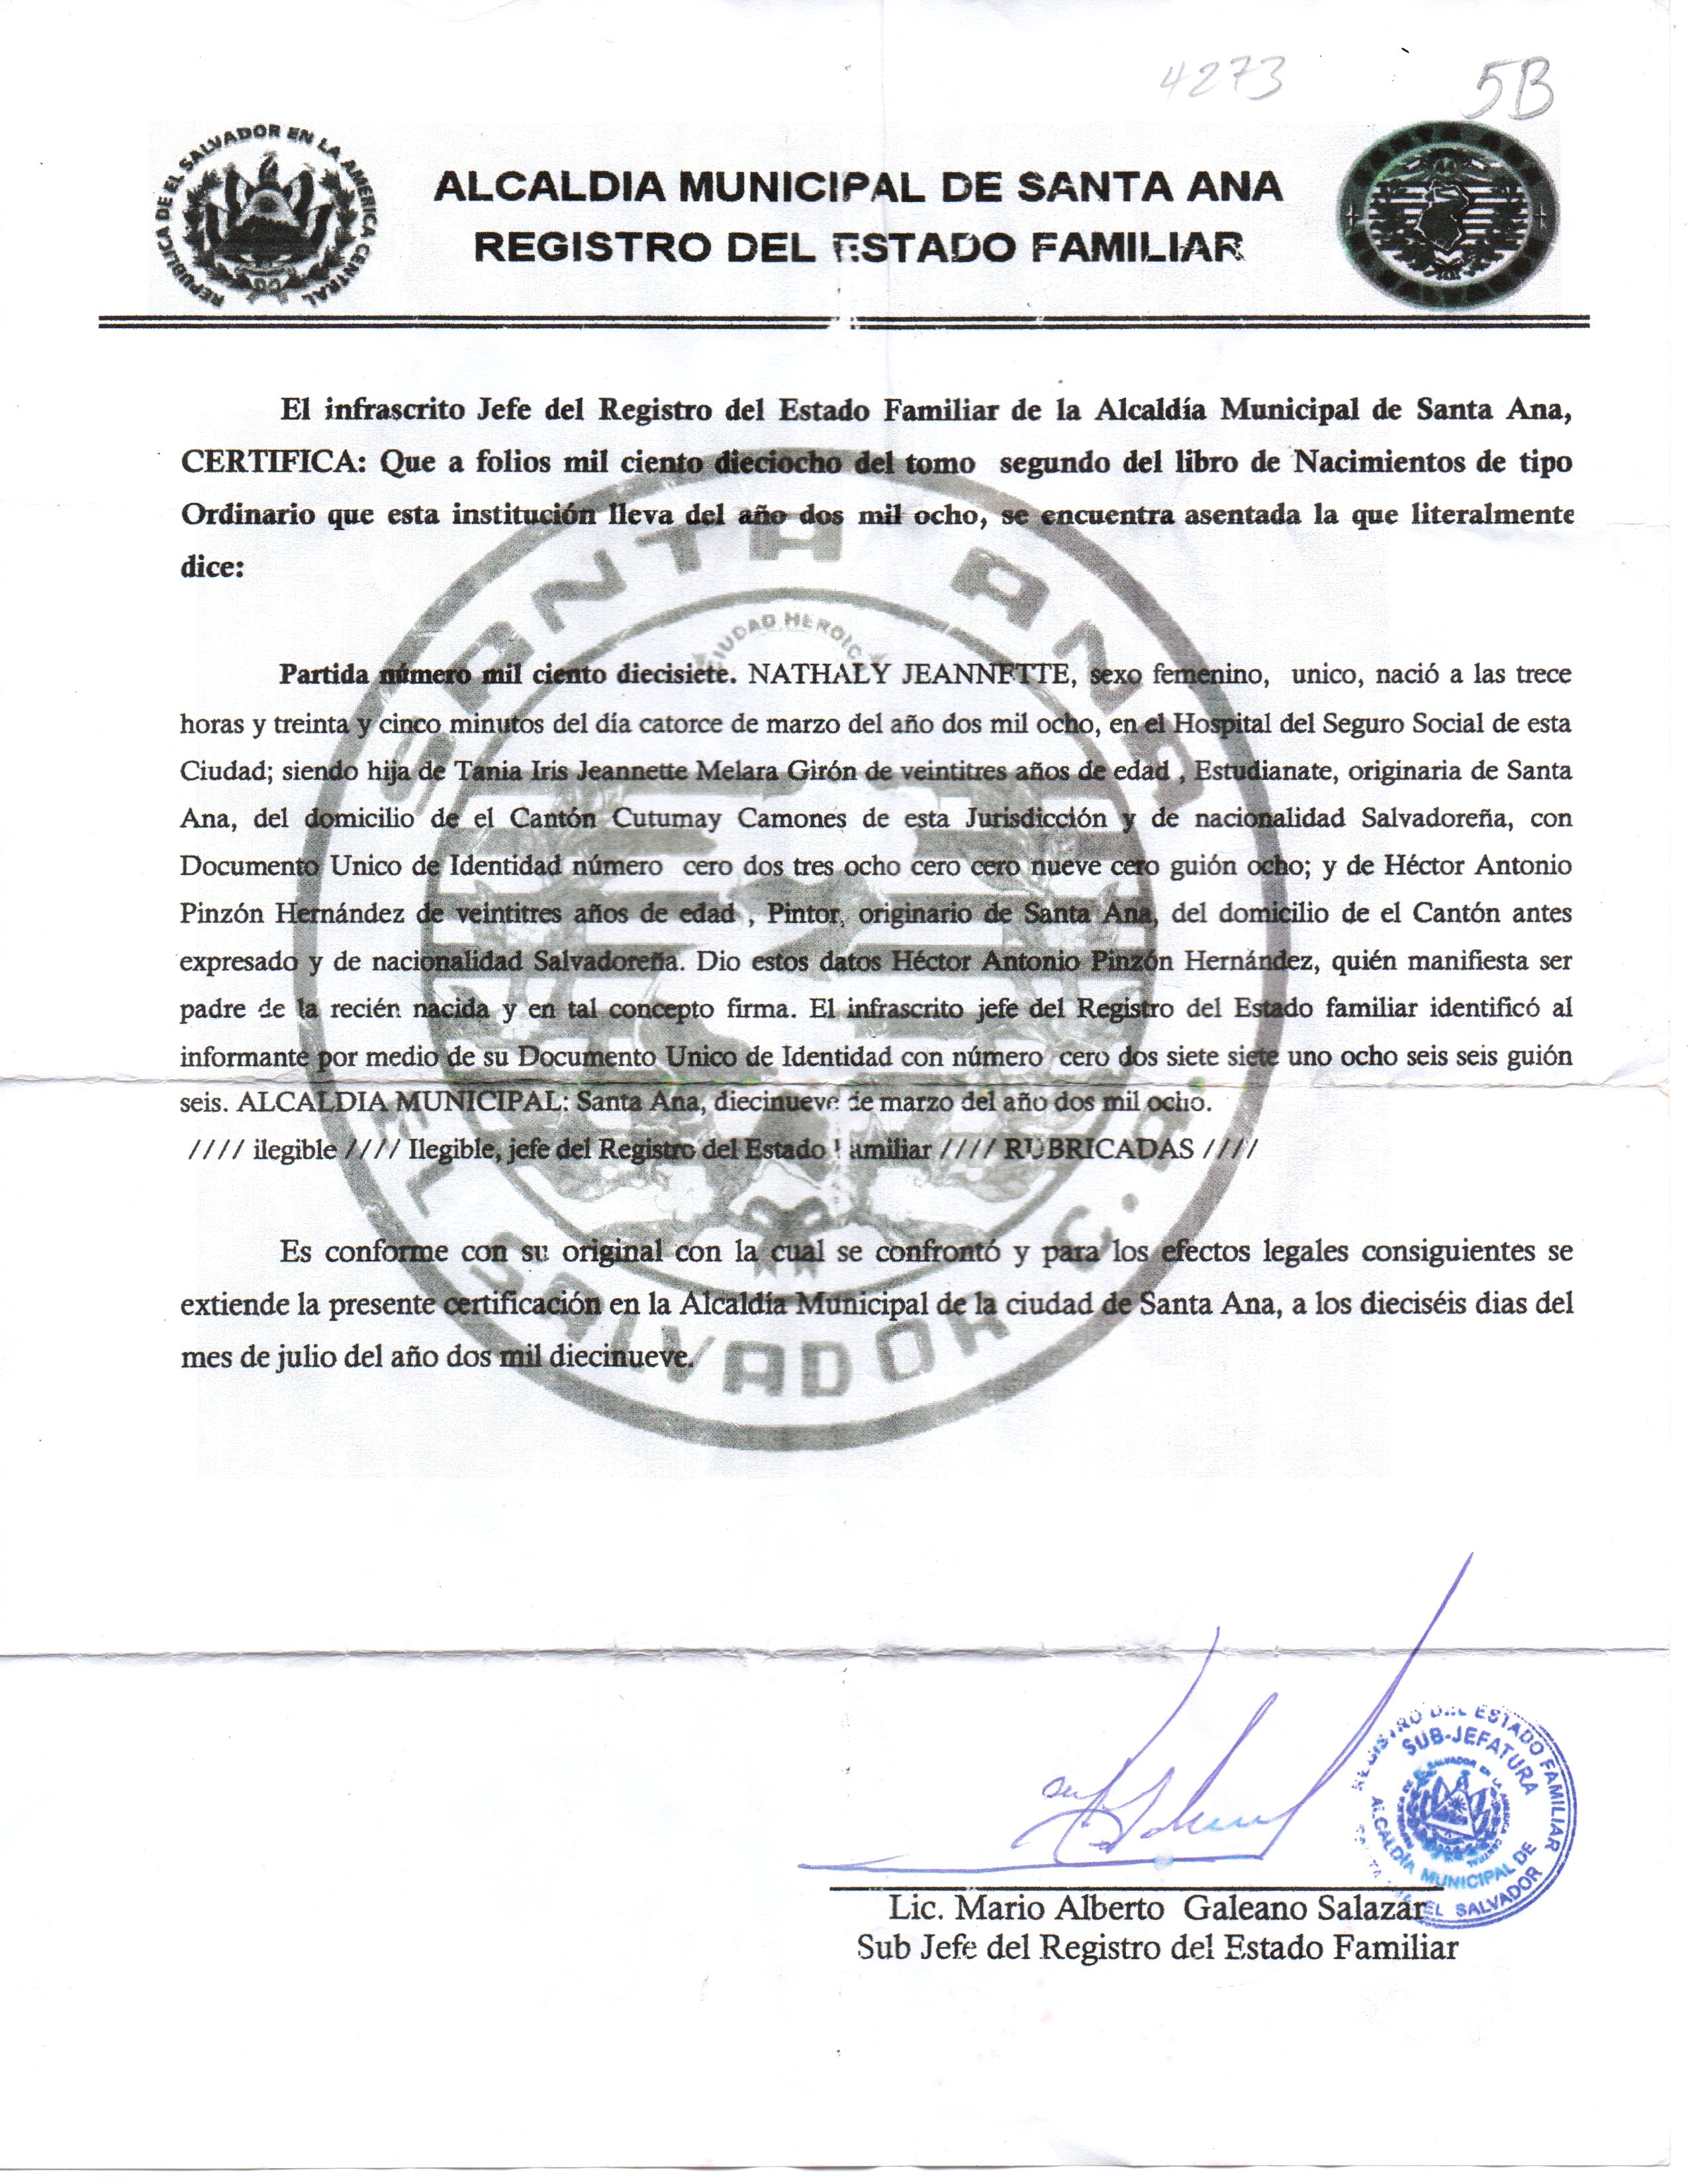 4273
5B
REPUBLICA DE EL SALVADOR EN LA AMERICA CENTRAL
ALCALDIA MUNICIPAL DE SANTA ANA
REGISTRO DEL ESTADO FAMILIAR
El infrascrito Jefe del Registro del Estado Familiar de la Alcaldía Municipal de Santa Ana,
CERTIFICA: Que a folios mil ciento dieciocho del tomo segundo del libro de Nacimientos de tipo
Ordinario que esta institución lleva del año dos mil ocho, se encuentra asentada la que literalmente
dice:
SANTA ANA
CIUDAD HEROICA
Partida número mil ciento diecisiete. NATHALY JEANNETTE, sexo femenino, unico, nació a las trece
horas y treinta y cinco minutos del día catorce de marzo del año dos mil ocho, en el Hospital del Seguro Social de esta
Ciudad; siendo hija de Tania Iris Jeannette Melara Girón de veintitres años de edad , Estudianate, originaria de Santa
Ana, del domicilio de el Cantón Cutumay Camones de esta Jurisdicción y de nacionalidad Salvadoreña, con
Documento Unico de Identidad número cero dos tres ocho cero cero nueve cero guión ocho; y de Héctor Antonio
Pinzón Hernández de veintitres años de edad , Pintor, originario de Santa Ana, del domicilio de el Cantón antes
expresado y de nacionalidad Salvadoreña. Dio estos datos Héctor Antonio Pinzón Hernández, quién manifiesta ser
padre de la recién nacida y en tal concepto firma. El infrascrito jefe del Registro del Estado familiar identificó al
informante por medio de su Documento Unico de Identidad con número cero dos siete siete uno ocho seis seis guión
seis. ALCALDIA MUNICIPAL: Santa Ana, diecinueve de marzo del año dos mil ocho.
//// ilegible //// Ilegible, jefe del Registro del Estado Familiar //// RUBRICADAS ////
EL SALVADOR C.A.
Es conforme con su original con la cual se confrontó y para los efectos legales consiguientes se
extiende la presente certificación en la Alcaldía Municipal de la ciudad de Santa Ana, a los dieciséis dias del
mes de julio del año dos mil diecinueve.
REGISTRO DEL ESTADO FAMILIAR
SUB-JEFATURA
ALCALDÍA MUNICIPAL DE
SANTA ANA EL SALVADOR
Lic. Mario Alberto Galeano Salazar
Sub Jefe del Registro del Estado Familiar